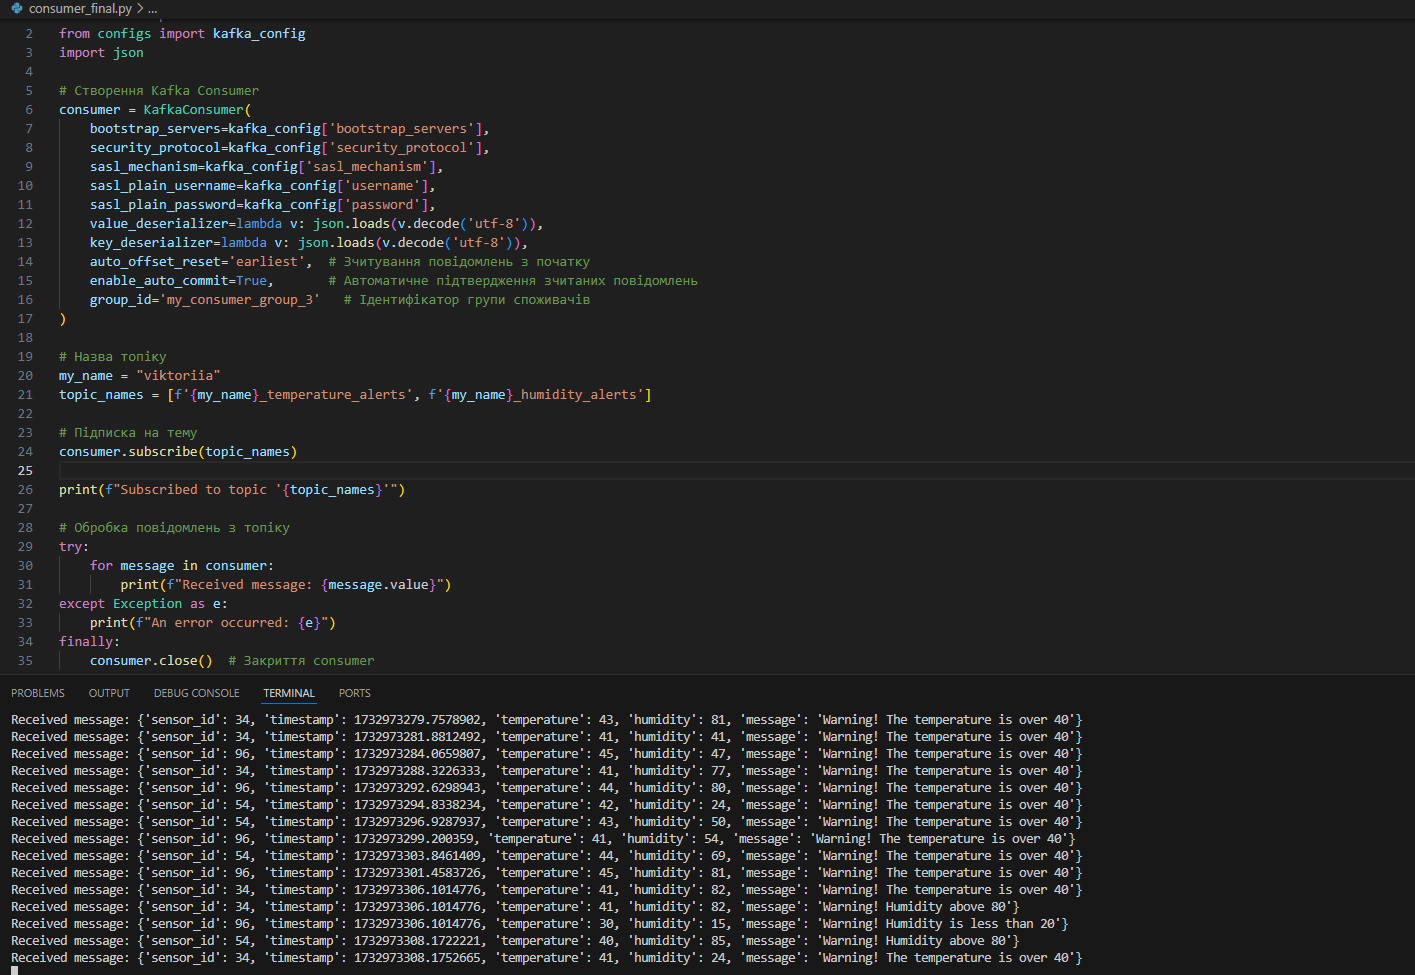 consumer_final.py > ...
2 from configs import kafka_config
3 import json
4
5 # Створення Kafka Consumer
6 consumer = KafkaConsumer(
7     bootstrap_servers=kafka_config['bootstrap_servers'],
8     security_protocol=kafka_config['security_protocol'],
9     sasl_mechanism=kafka_config['sasl_mechanism'],
10     sasl_plain_username=kafka_config['username'],
11     sasl_plain_password=kafka_config['password'],
12     value_deserializer=lambda v: json.loads(v.decode('utf-8')),
13     key_deserializer=lambda v: json.loads(v.decode('utf-8')),
14     auto_offset_reset='earliest',  # Зчитування повідомлень з початку
15     enable_auto_commit=True,       # Автоматичне підтвердження зчитаних повідомлень
16     group_id='my_consumer_group_3'   # Ідентифікатор групи споживачів
17 )
18
19 # Назва топіку
20 my_name = "viktoriia"
21 topic_names = [f'{my_name}_temperature_alerts', f'{my_name}_humidity_alerts']
22
23 # Підписка на тему
24 consumer.subscribe(topic_names)
25
26 print(f"Subscribed to topic '{topic_names}'")
27
28 # Обробка повідомлень з топіку
29 try:
30     for message in consumer:
31         print(f"Received message: {message.value}")
32 except Exception as e:
33     print(f"An error occurred: {e}")
34 finally:
35     consumer.close()  # Закриття consumer
PROBLEMS OUTPUT DEBUG CONSOLE TERMINAL PORTS
Received message: {'sensor_id': 34, 'timestamp': 1732973279.7578902, 'temperature': 43, 'humidity': 81, 'message': 'Warning! The temperature is over 40'}
Received message: {'sensor_id': 34, 'timestamp': 1732973281.8812492, 'temperature': 41, 'humidity': 41, 'message': 'Warning! The temperature is over 40'}
Received message: {'sensor_id': 96, 'timestamp': 1732973284.0659807, 'temperature': 45, 'humidity': 47, 'message': 'Warning! The temperature is over 40'}
Received message: {'sensor_id': 34, 'timestamp': 1732973288.3226333, 'temperature': 41, 'humidity': 77, 'message': 'Warning! The temperature is over 40'}
Received message: {'sensor_id': 96, 'timestamp': 1732973292.6298943, 'temperature': 44, 'humidity': 80, 'message': 'Warning! The temperature is over 40'}
Received message: {'sensor_id': 54, 'timestamp': 1732973294.8338234, 'temperature': 42, 'humidity': 24, 'message': 'Warning! The temperature is over 40'}
Received message: {'sensor_id': 54, 'timestamp': 1732973296.9287937, 'temperature': 43, 'humidity': 50, 'message': 'Warning! The temperature is over 40'}
Received message: {'sensor_id': 96, 'timestamp': 1732973299.200359, 'temperature': 41, 'humidity': 54, 'message': 'Warning! The temperature is over 40'}
Received message: {'sensor_id': 54, 'timestamp': 1732973303.8461409, 'temperature': 44, 'humidity': 69, 'message': 'Warning! The temperature is over 40'}
Received message: {'sensor_id': 96, 'timestamp': 1732973301.4583726, 'temperature': 45, 'humidity': 81, 'message': 'Warning! The temperature is over 40'}
Received message: {'sensor_id': 34, 'timestamp': 1732973306.1014776, 'temperature': 41, 'humidity': 82, 'message': 'Warning! The temperature is over 40'}
Received message: {'sensor_id': 34, 'timestamp': 1732973306.1014776, 'temperature': 41, 'humidity': 82, 'message': 'Warning! Humidity above 80'}
Received message: {'sensor_id': 96, 'timestamp': 1732973306.1014776, 'temperature': 30, 'humidity': 15, 'message': 'Warning! Humidity is less than 20'}
Received message: {'sensor_id': 54, 'timestamp': 1732973308.1722221, 'temperature': 40, 'humidity': 85, 'message': 'Warning! Humidity above 80'}
Received message: {'sensor_id': 34, 'timestamp': 1732973308.1752665, 'temperature': 41, 'humidity': 24, 'message': 'Warning! The temperature is over 40'}